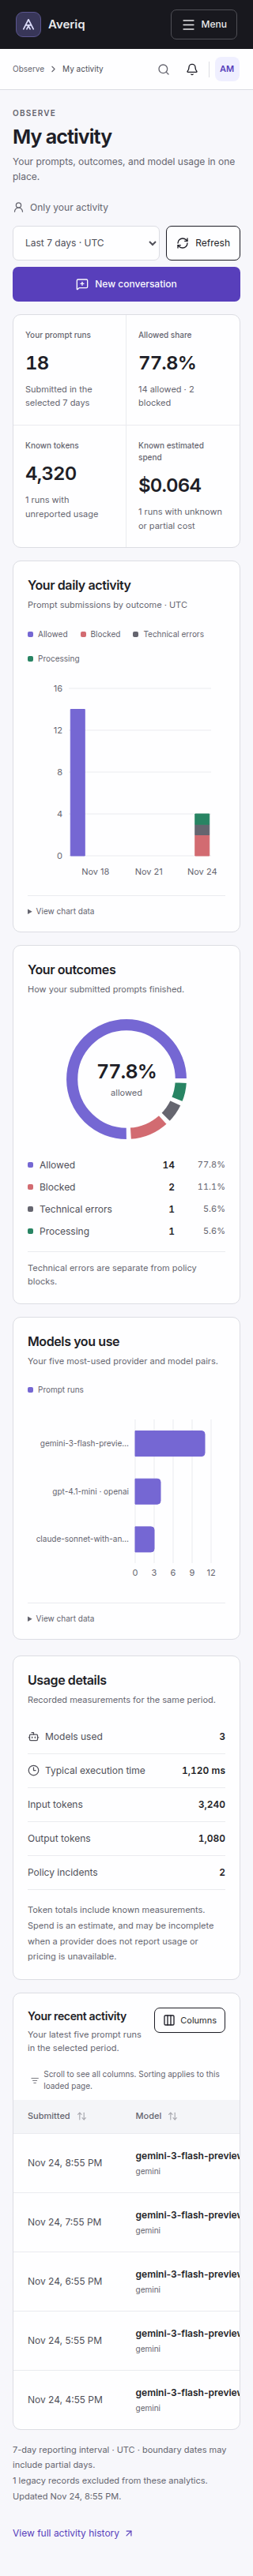 Averiq
Menu
Observe > My activity
AM
OBSERVE
My activity
Your prompts, outcomes, and model usage in one
place.
Only your activity
Last 7 days · UTC
Refresh
New conversation
Your prompt runs
18
Submitted in the
selected 7 days
Allowed share
77.8%
14 allowed · 2
blocked
Known tokens
4,320
1 runs with
unreported usage
Known estimated
spend
$0.064
1 runs with unknown
or partial cost
Your daily activity
Prompt submissions by outcome · UTC
Allowed
Blocked
Technical errors
Processing
16
12
8
4
0
Nov 18
Nov 21
Nov 24
View chart data
Your outcomes
How your submitted prompts finished.
77.8%
allowed
Allowed 14 77.8%
Blocked 2 11.1%
Technical errors 1 5.6%
Processing 1 5.6%
Technical errors are separate from policy
blocks.
Models you use
Your five most-used provider and model pairs.
Prompt runs
gemini-3-flash-previe...
gpt-4.1-mini · openai
claude-sonnet-with-an...
0 3 6 9 12
View chart data
Usage details
Recorded measurements for the same period.
Models used 3
Typical execution time 1,120 ms
Input tokens 3,240
Output tokens 1,080
Policy incidents 2
Token totals include known measurements.
Spend is an estimate, and may be incomplete
when a provider does not report usage or
pricing is unavailable.
Your recent activity
Your latest five prompt runs
in the selected period.
Columns
Scroll to see all columns. Sorting applies to this
loaded page.
Submitted Model
Nov 24, 8:55 PM gemini-3-flash-preview
gemini
Nov 24, 7:55 PM gemini-3-flash-preview
gemini
Nov 24, 6:55 PM gemini-3-flash-preview
gemini
Nov 24, 5:55 PM gemini-3-flash-preview
gemini
Nov 24, 4:55 PM gemini-3-flash-preview
gemini
7-day reporting interval · UTC · boundary dates may
include partial days.
1 legacy records excluded from these analytics.
Updated Nov 24, 8:55 PM.
View full activity history